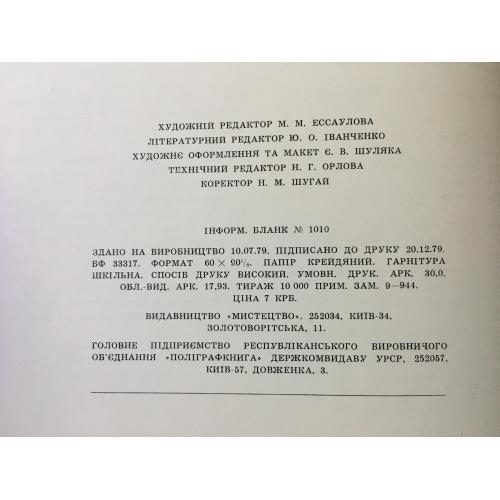 ХУДОЖНІЙ РЕДАКТОР М. М. ЕССАУЛОВА
ЛІТЕРАТУРНИЙ РЕДАКТОР Ю. О. ІВАНЧЕНКО
ХУДОЖНЄ ОФОРМЛЕННЯ ТА МАКЕТ Є. В. ШУЛЯКА
ТЕХНІЧНИЙ РЕДАКТОР Н. Г. ОРЛОВА
КОРЕКТОР Н. М. ШУГАЙ
ІНФОРМ. БЛАНК № 1010
ЗДАНО НА ВИРОБНИЦТВО 10.07.79. ПІДПИСАНО ДО ДРУКУ 20.12.79.
БФ 33317. ФОРМАТ 60 × 90¹/₈. ПАПІР КРЕЙДЯНИЙ. ГАРНІТУРА
ШКІЛЬНА. СПОСІБ ДРУКУ ВИСОКИЙ. УМОВН. ДРУК. АРК. 30,0.
ОБЛ.-ВИД. АРК. 17,93. ТИРАЖ 10 000 ПРИМ. ЗАМ. 9—944.
ЦІНА 7 КРБ.
ВИДАВНИЦТВО «МИСТЕЦТВО». 252034, КИЇВ-34,
ЗОЛОТОВОРІТСЬКА, 11.
ГОЛОВНЕ ПІДПРИЄМСТВО РЕСПУБЛІКАНСЬКОГО ВИРОБНИЧОГО
ОБ'ЄДНАННЯ «ПОЛІГРАФКНИГА» ДЕРЖКОМВИДАВУ УРСР, 252057,
КИЇВ-57, ДОВЖЕНКА, 3.